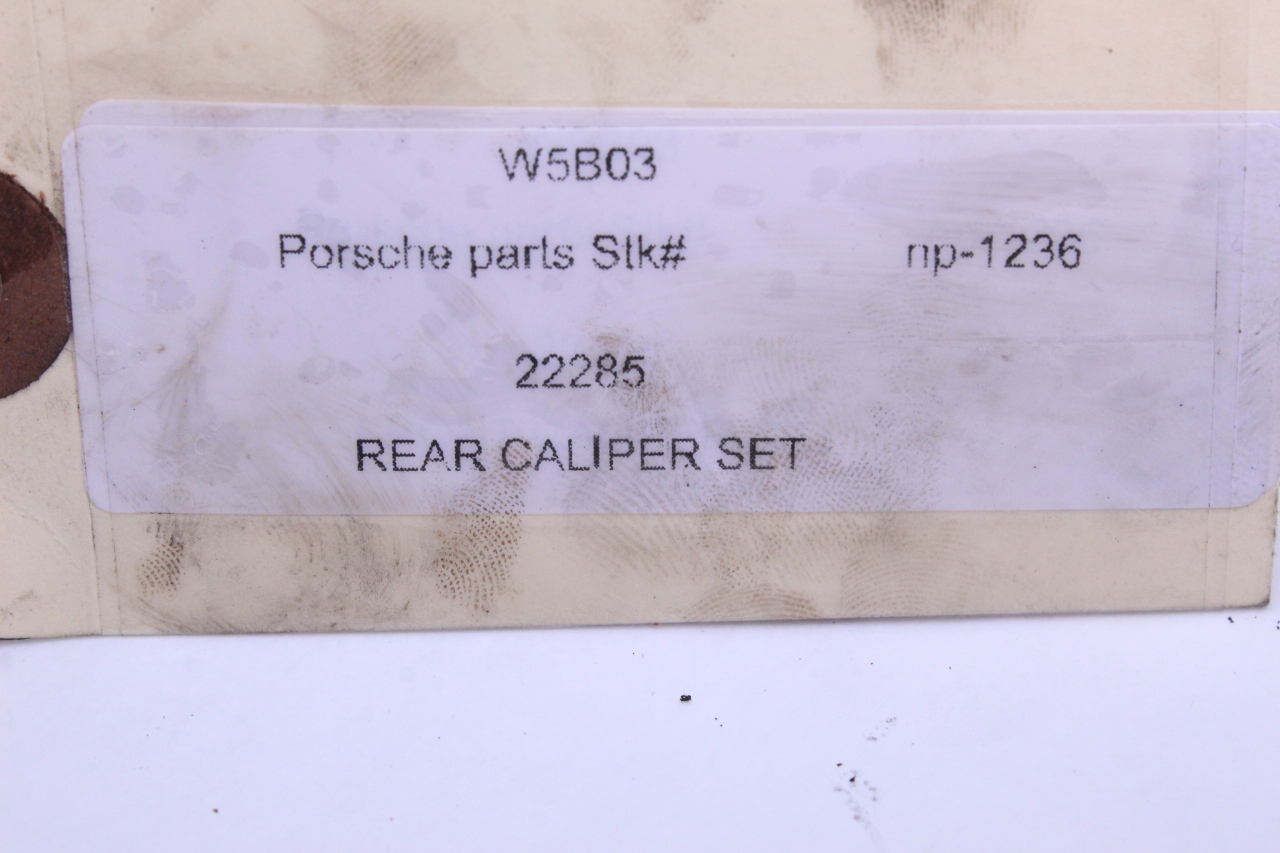 W5B03
Porsche parts Stk# np-1236
22285
REAR CALIPER SET